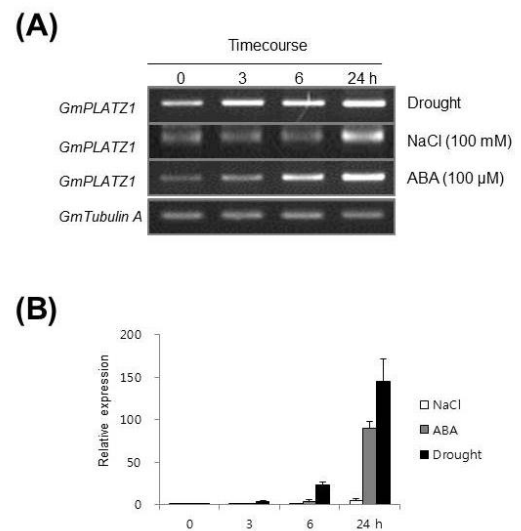 (A)
Timecourse
0 3 6 24 h
GmPLATZ1 Drought
GmPLATZ1 NaCl (100 mM)
GmPLATZ1 ABA (100 μM)
GmTubulin A
(B)
Relative expression
200
150
100
50
0
0 3 6 24 h
NaCl
ABA
Drought